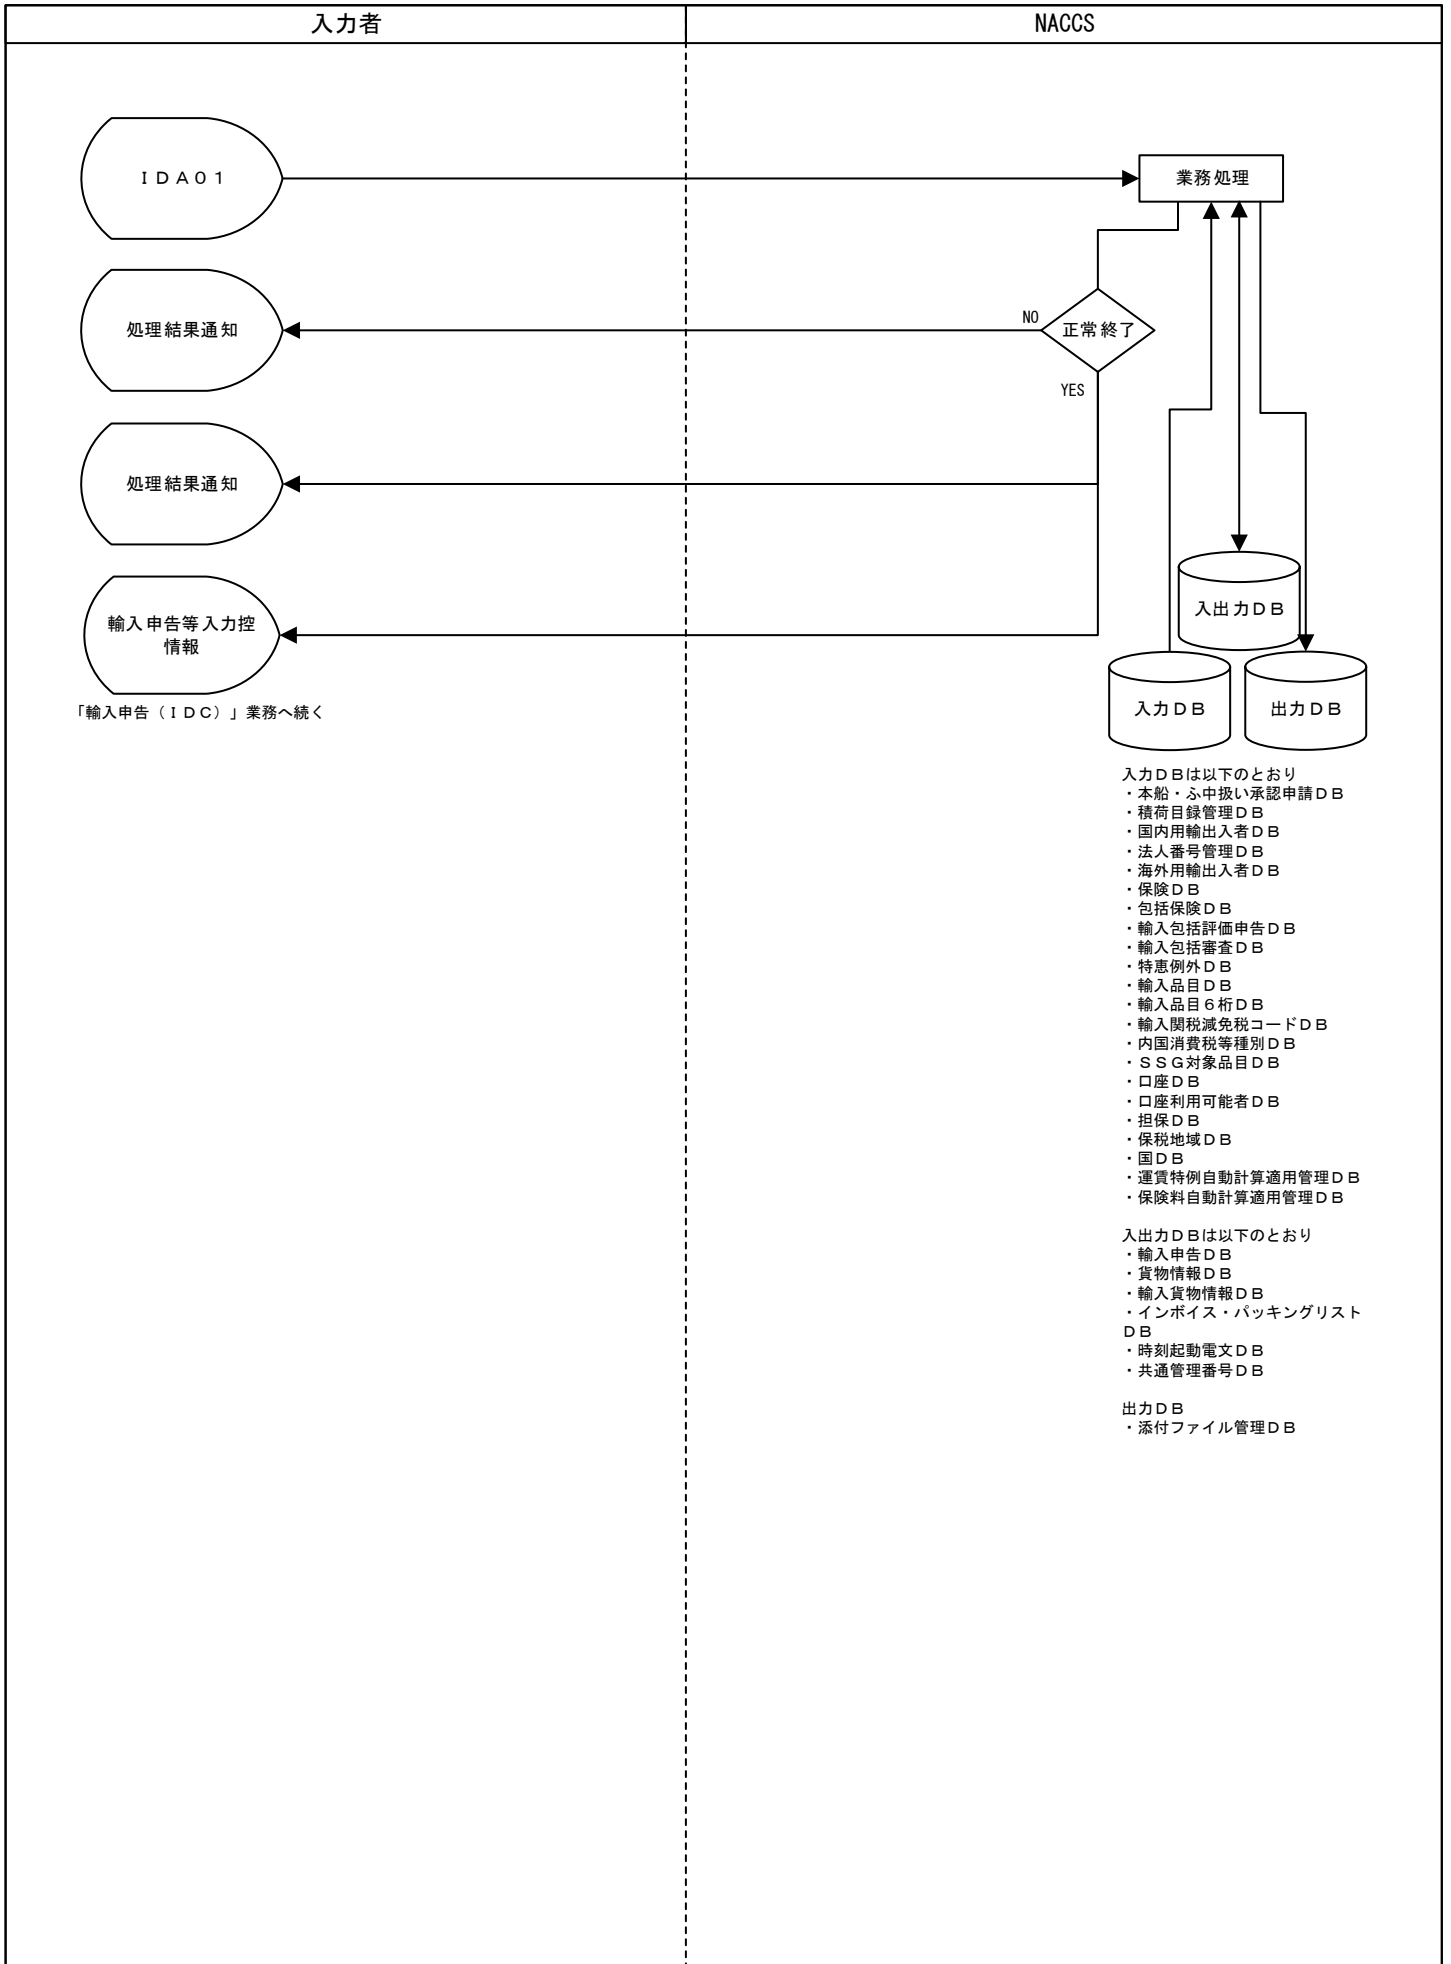 入力者
NACCS
ＩＤＡ０１
業務処理
処理結果通知
NO
正常終了
YES
処理結果通知
輸入申告等入力控
情報
「輸入申告（ＩＤＣ）」業務へ続く
入出力ＤＢ
入力ＤＢ
出力ＤＢ
入力ＤＢは以下のとおり
・本船・ふ中扱い承認申請ＤＢ
・積荷目録管理ＤＢ
・国内用輸出入者ＤＢ
・法人番号管理ＤＢ
・海外用輸出入者ＤＢ
・保険ＤＢ
・包括保険ＤＢ
・輸入包括評価申告ＤＢ
・輸入包括審査ＤＢ
・特恵例外ＤＢ
・輸入品目ＤＢ
・輸入品目６桁ＤＢ
・輸入関税減免税コードＤＢ
・内国消費税等種別ＤＢ
・ＳＳＧ対象品目ＤＢ
・口座ＤＢ
・口座利用可能者ＤＢ
・担保ＤＢ
・保税地域ＤＢ
・国ＤＢ
・運賃特例自動計算適用管理ＤＢ
・保険料自動計算適用管理ＤＢ
入出力ＤＢは以下のとおり
・輸入申告ＤＢ
・貨物情報ＤＢ
・輸入貨物情報ＤＢ
・インボイス・パッキングリスト
ＤＢ
・時刻起動電文ＤＢ
・共通管理番号ＤＢ
出力ＤＢ
・添付ファイル管理ＤＢ